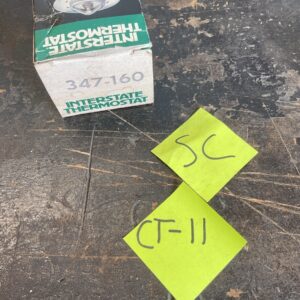 INTERSTATE
THERMOSTAT
347-160
INTERSTATE
THERMOSTAT
SC
CT-11